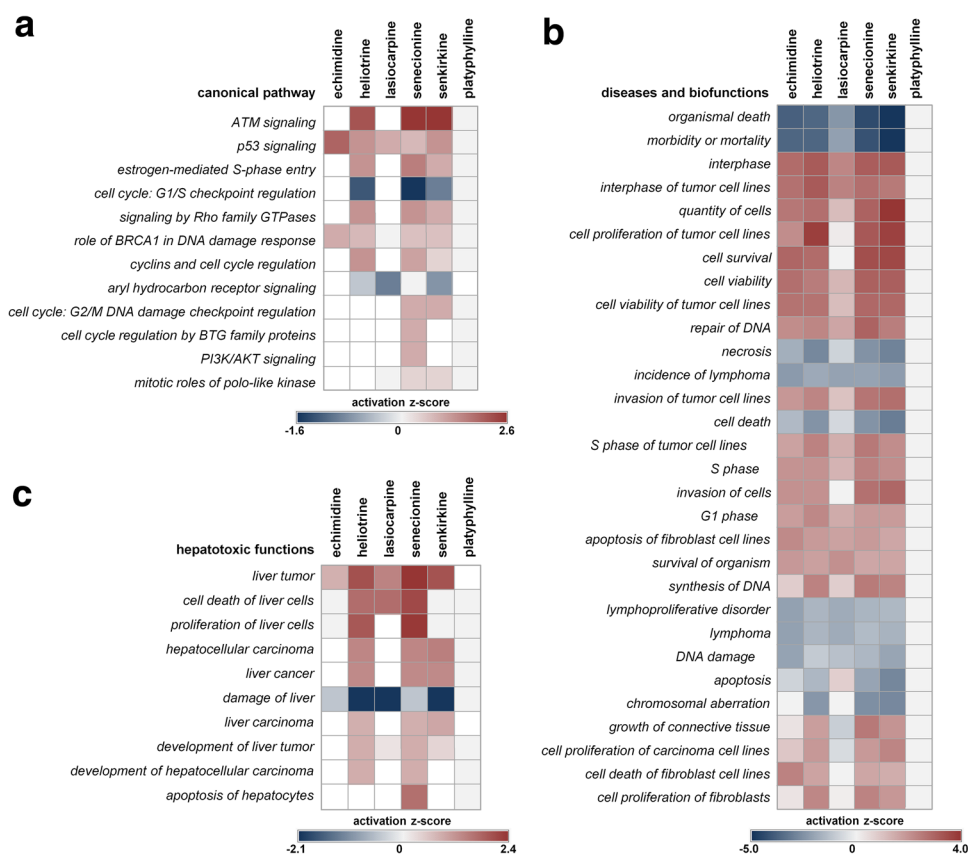 a
echimidine
heliotrine
lasiocarpine
senecionine
senkirkine
platyphylline
canonical pathway
ATM signaling
p53 signaling
estrogen-mediated S-phase entry
cell cycle: G1/S checkpoint regulation
signaling by Rho family GTPases
role of BRCA1 in DNA damage response
cyclins and cell cycle regulation
aryl hydrocarbon receptor signaling
cell cycle: G2/M DNA damage checkpoint regulation
cell cycle regulation by BTG family proteins
PI3K/AKT signaling
mitotic roles of polo-like kinase
activation z-score
-1.6 0 2.6
b
echimidine
heliotrine
lasiocarpine
senecionine
senkirkine
platyphylline
diseases and biofunctions
organismal death
morbidity or mortality
interphase
interphase of tumor cell lines
quantity of cells
cell proliferation of tumor cell lines
cell survival
cell viability
cell viability of tumor cell lines
repair of DNA
necrosis
incidence of lymphoma
invasion of tumor cell lines
cell death
S phase of tumor cell lines
S phase
invasion of cells
G1 phase
apoptosis of fibroblast cell lines
survival of organism
synthesis of DNA
lymphoproliferative disorder
lymphoma
DNA damage
apoptosis
chromosomal aberration
growth of connective tissue
cell proliferation of carcinoma cell lines
cell death of fibroblast cell lines
cell proliferation of fibroblasts
activation z-score
-5.0 0.0 4.0
c
echimidine
heliotrine
lasiocarpine
senecionine
senkirkine
platyphylline
hepatotoxic functions
liver tumor
cell death of liver cells
proliferation of liver cells
hepatocellular carcinoma
liver cancer
damage of liver
liver carcinoma
development of liver tumor
development of hepatocellular carcinoma
apoptosis of hepatocytes
activation z-score
-2.1 0 2.4